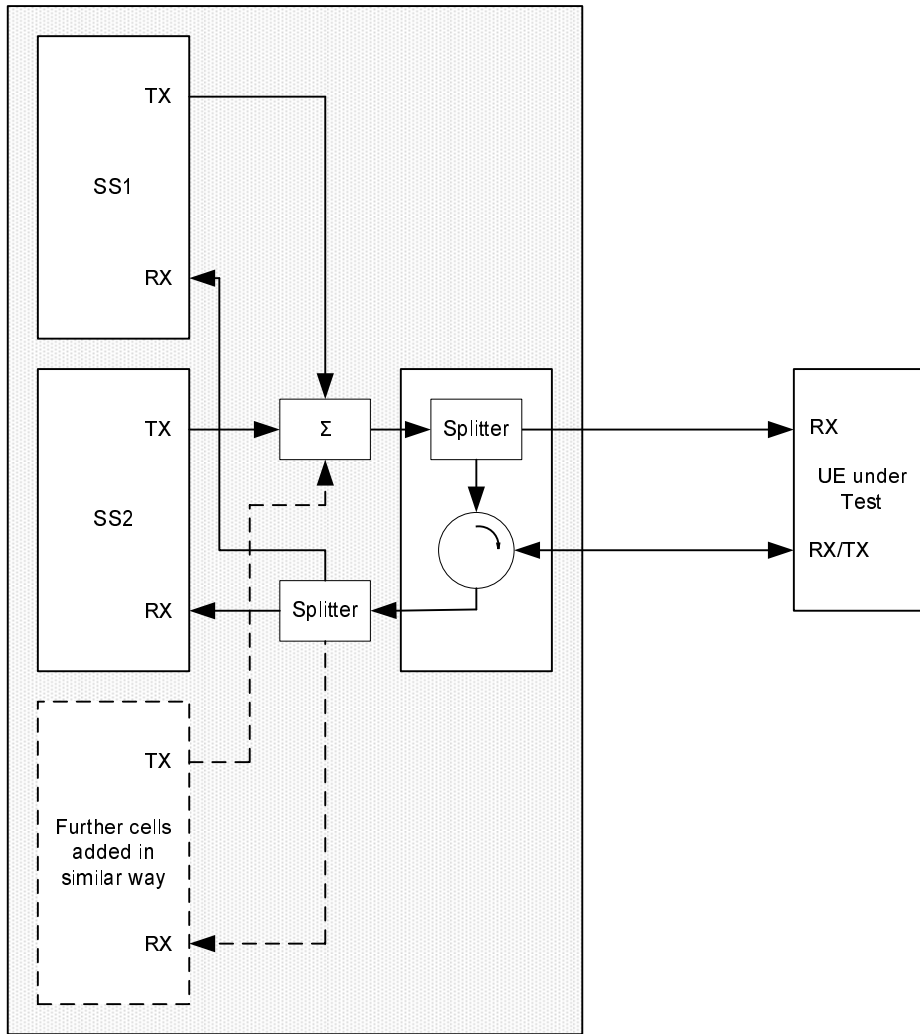 TX
SS1
RX
TX
Σ
Splitter
RX
UE under
Test
SS2
RX/TX
RX
Splitter
TX
Further cells
added in
similar way
RX